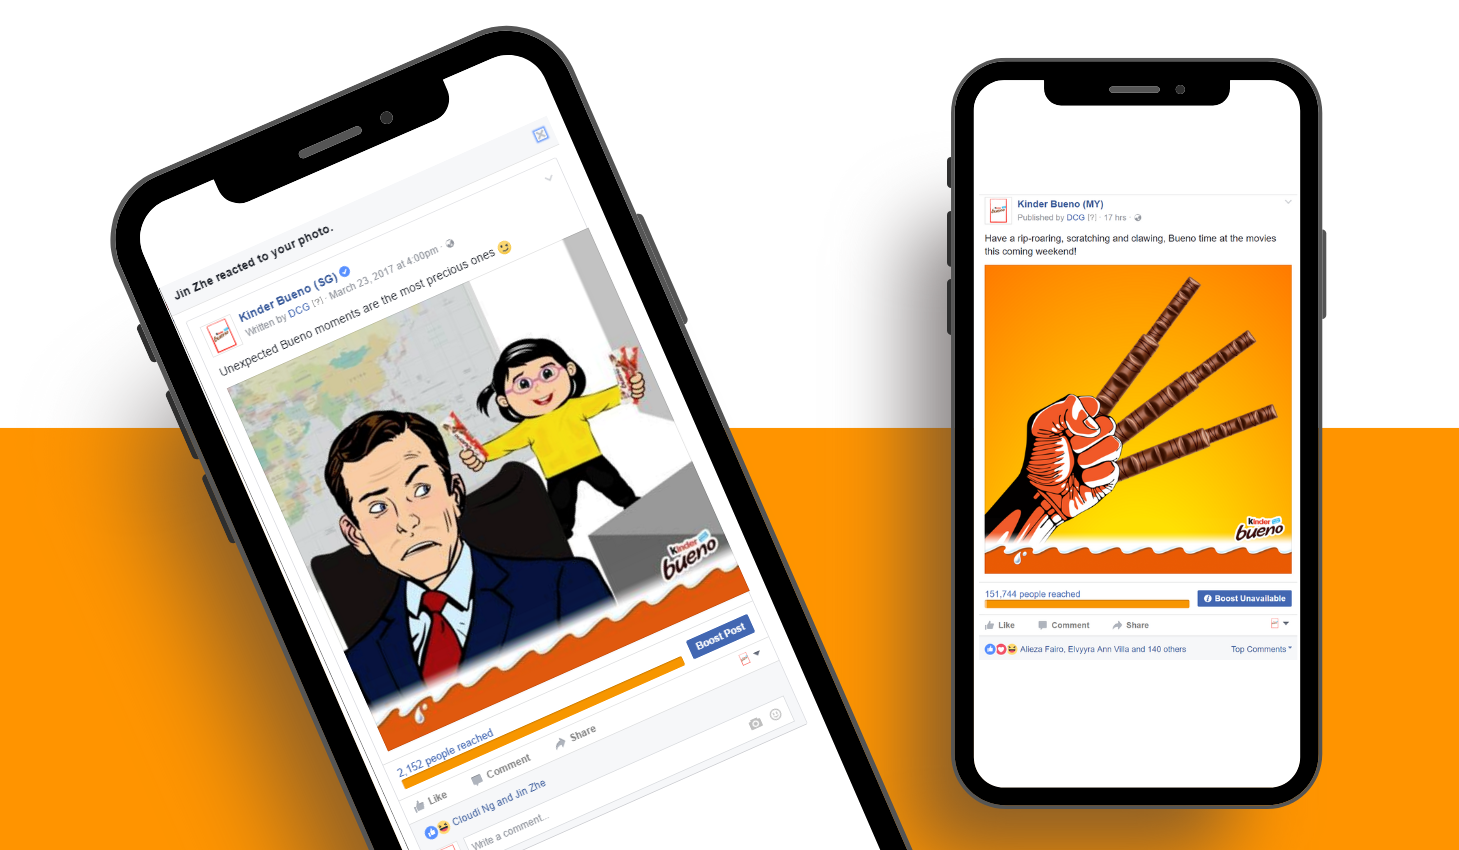 Jin Zhe reacted to your photo.
Kinder Bueno (SG)
Written by DCG [?] · March 23, 2017 at 4:00pm ·
Unexpected Bueno moments are the most precious ones
Kinder
bueno
2,152 people reached
Boost Post
Like Comment Share
Cloudi Ng and Jin Zhe
Write a comment...
Kinder Bueno (MY)
Published by DCG [?] · 17 hrs ·
Have a rip-roaring, scratching and clawing, Bueno time at the movies
this coming weekend!
Kinder
bueno
151,744 people reached
Boost Unavailable
Like Comment Share
Alieza Fairo, Elvyyra Ann Villa and 140 others
Top Comments